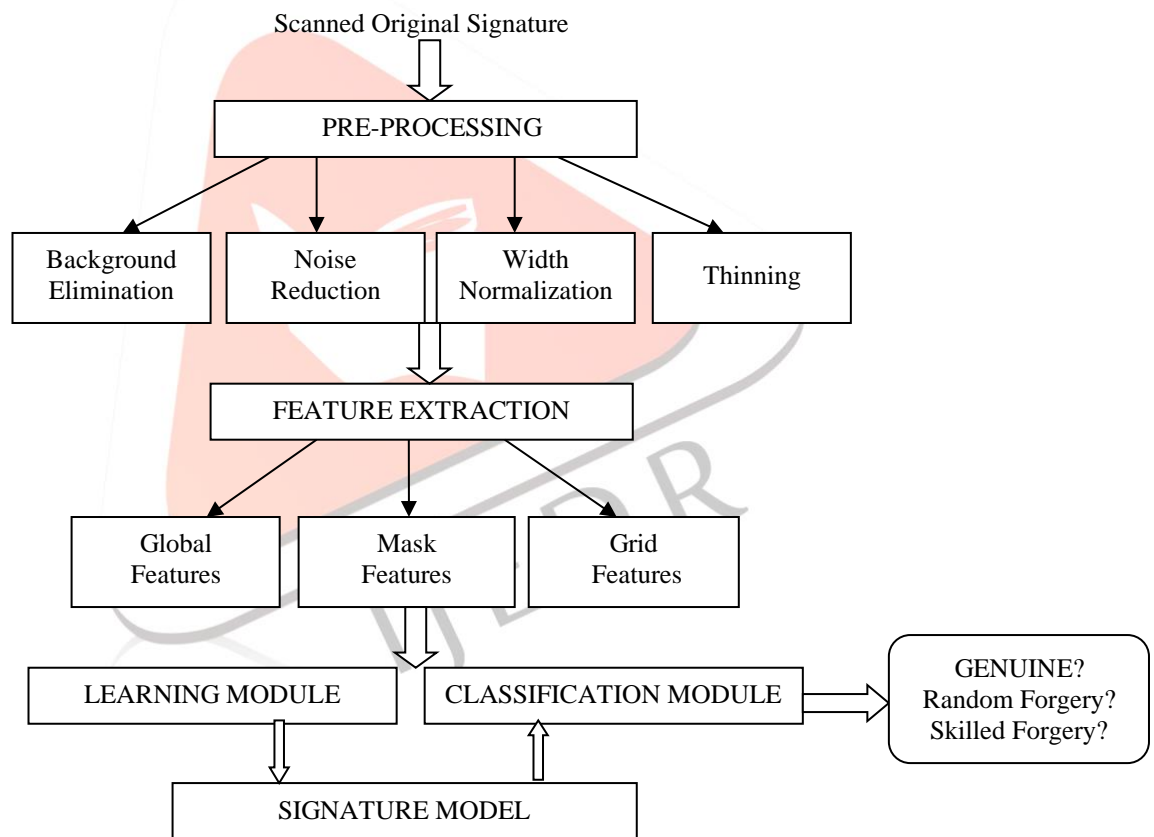 Scanned Original Signature
PRE-PROCESSING
Background
Elimination
Noise
Reduction
Width
Normalization
Thinning
FEATURE EXTRACTION
Global
Features
Mask
Features
Grid
Features
LEARNING MODULE
CLASSIFICATION MODULE
GENUINE?
Random Forgery?
Skilled Forgery?
SIGNATURE MODEL
IJEDR